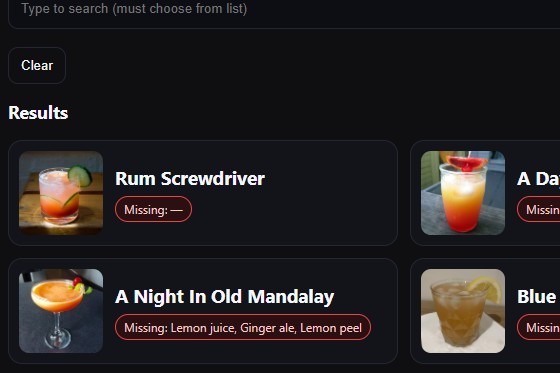 Type to search (must choose from list)
Clear
Results
Rum Screwdriver
Missing: —
A Da
Missin
A Night In Old Mandalay
Missing: Lemon juice, Ginger ale, Lemon peel
Blue
Missin